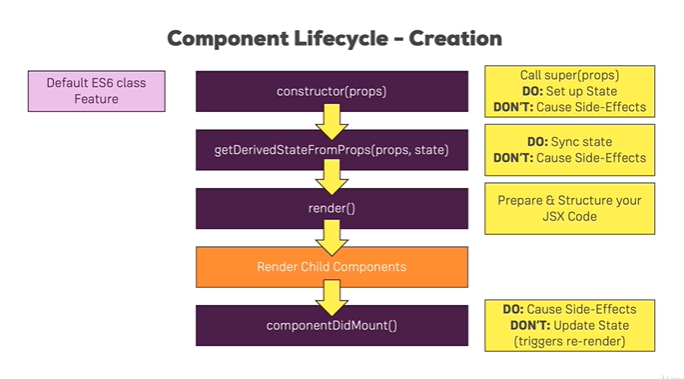 Component Lifecycle – Creation
Default ES6 class
Feature
constructor(props)
Call super(props)
DO: Set up State
DON'T: Cause Side-Effects
getDerivedStateFromProps(props, state)
DO: Sync state
DON'T: Cause Side-Effects
render()
Prepare & Structure your
JSX Code
Render Child Components
componentDidMount()
DO: Cause Side-Effects
DON'T: Update State
(triggers re-render)